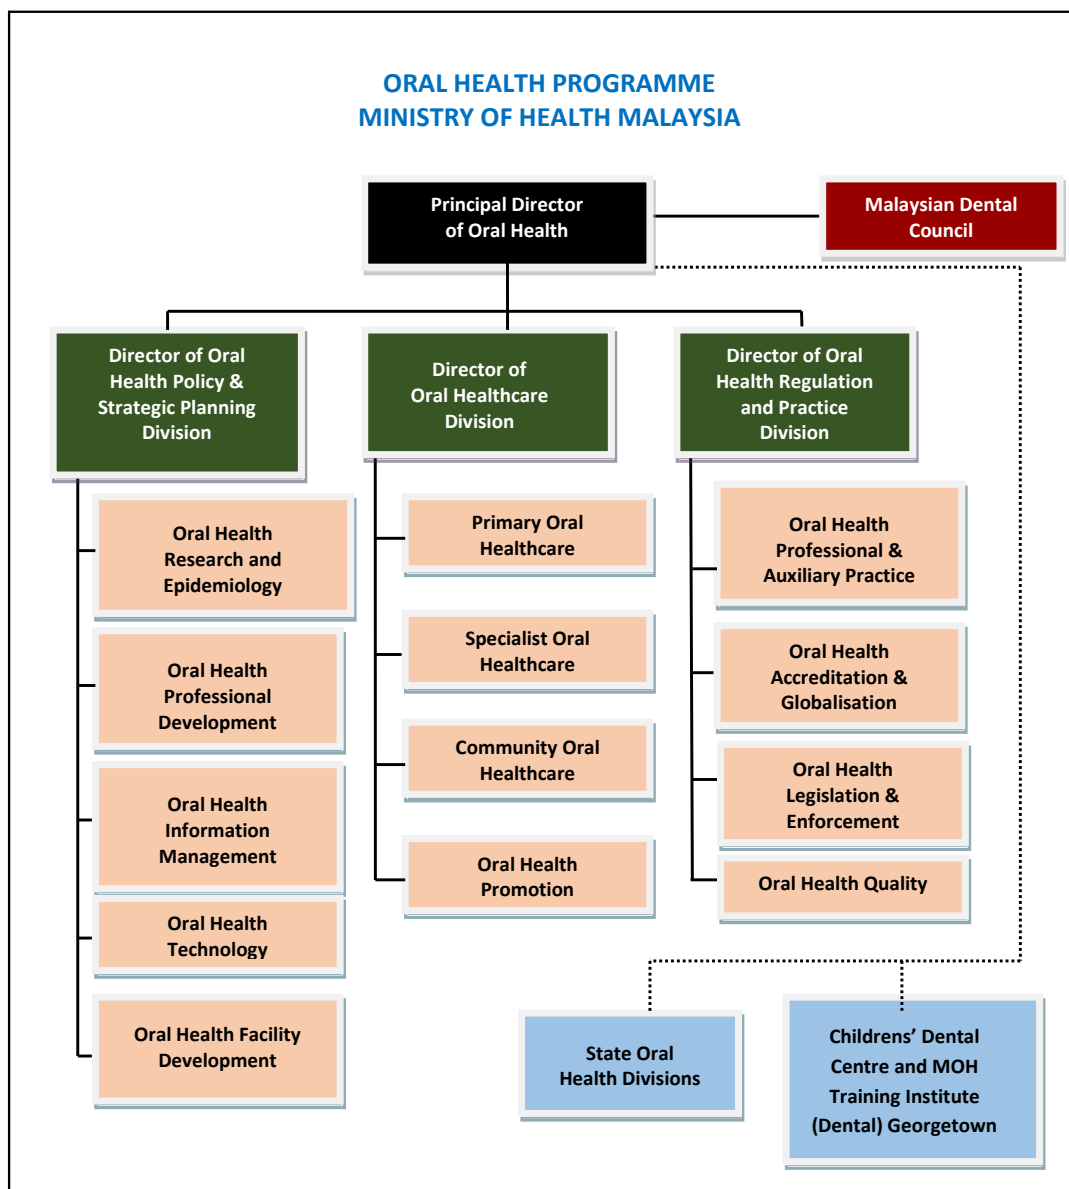 ORAL HEALTH PROGRAMME
MINISTRY OF HEALTH MALAYSIA
Principal Director
of Oral Health
Malaysian Dental
Council
Director of Oral
Health Policy &
Strategic Planning
Division
Director of
Oral Healthcare
Division
Director of Oral
Health Regulation
and Practice
Division
Oral Health
Research and
Epidemiology
Oral Health
Professional
Development
Oral Health
Information
Management
Oral Health
Technology
Oral Health Facility
Development
Primary Oral
Healthcare
Specialist Oral
Healthcare
Community Oral
Healthcare
Oral Health
Promotion
Oral Health
Professional &
Auxiliary Practice
Oral Health
Accreditation &
Globalisation
Oral Health
Legislation &
Enforcement
Oral Health Quality
State Oral
Health Divisions
Childrens’ Dental
Centre and MOH
Training Institute
(Dental) Georgetown